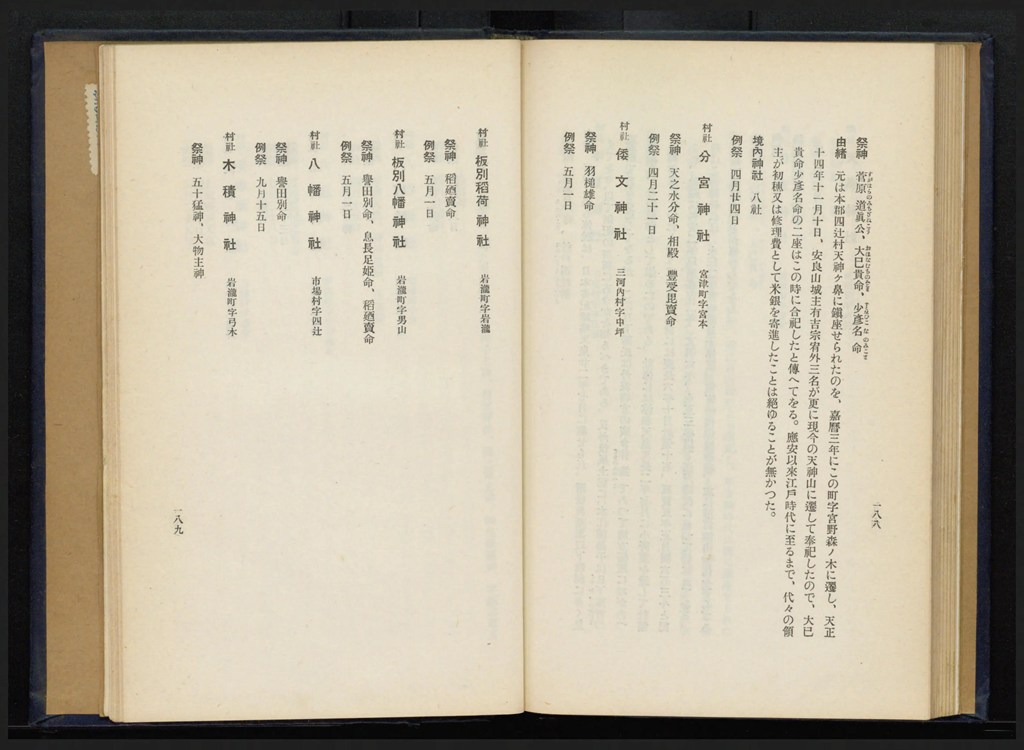 祭神　菅原道眞公、大巳貴命、少彥名命
由緖　元は本郡四辻村天神ヶ鼻に鎭座せられたのを、嘉曆三年にこの町字宮野森ノ木に遷し、天正
十四年十一月十日、安良山城主有吉宗宥外三名が更に現今の天神山に遷して奉祀したので、大巳
貴命少彥名命の二座はこの時に合祀したと傳へてをる。應安以來江戶時代に至るまで、代々の領
主が初穗又は修理費として米銀を寄進したことは絕ゆることが無かつた。
境內神社　八社
例祭　四月廿四日
村社　分宮神社　宮津町字宮本
祭神　天之水分命、相殿　豐受毘賣命
例祭　四月二十一日
村社　倭文神社　三河內村字中坪
祭神　羽槌雄命
例祭　五月一日
一八八
村社　板別稻荷神社　岩瀧町字岩瀧
祭神　稻𥹢賣命
例祭　五月一日
村社　板別八幡神社　岩瀧町字男山
祭神　譽田別命、息長足姬命、稻𥹢賣命
例祭　五月一日
村社　八幡神社　市場村字四辻
祭神　譽田別命
例祭　九月十五日
村社　木積神社　岩瀧町字弓木
祭神　五十猛神、大物主神
一八九